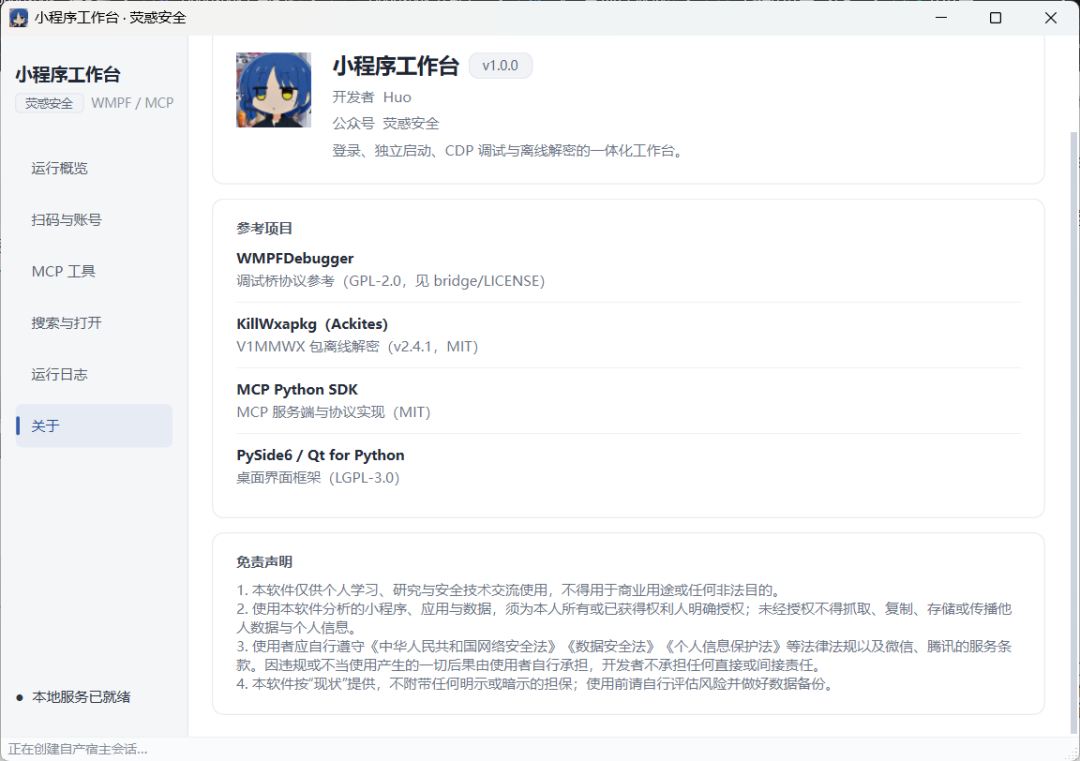 小程序工作台 · 荧惑安全
小程序工作台
荧惑安全 WMPF / MCP
运行概览
扫码与账号
MCP 工具
搜索与打开
运行日志
关于
本地服务已就绪
正在创建自产宿主会话...
小程序工作台 v1.0.0
开发者 Huo
公众号 荧惑安全
登录、独立启动、CDP 调试与离线解密的一体化工作台。
参考项目
WMPFDebugger
调试桥协议参考（GPL-2.0，见 bridge/LICENSE）
KillWxapkg（Ackites）
V1MMWX 包离线解密（v2.4.1，MIT）
MCP Python SDK
MCP 服务端与协议实现（MIT）
PySide6 / Qt for Python
桌面界面框架（LGPL-3.0）
免责声明
1. 本软件仅供个人学习、研究与安全技术交流使用，不得用于商业用途或任何非法目的。
2. 使用本软件分析的小程序、应用与数据，须为本人所有或已获得权利人明确授权；未经授权不得抓取、复制、存储或传播他
人数据与个人信息。
3. 使用者应自行遵守《中华人民共和国网络安全法》《数据安全法》《个人信息保护法》等法律法规以及微信、腾讯的服务条
款。因违规或不当使用产生的一切后果由使用者自行承担，开发者不承担任何直接或间接责任。
4. 本软件按“现状”提供，不附带任何明示或暗示的担保；使用前请自行评估风险并做好数据备份。